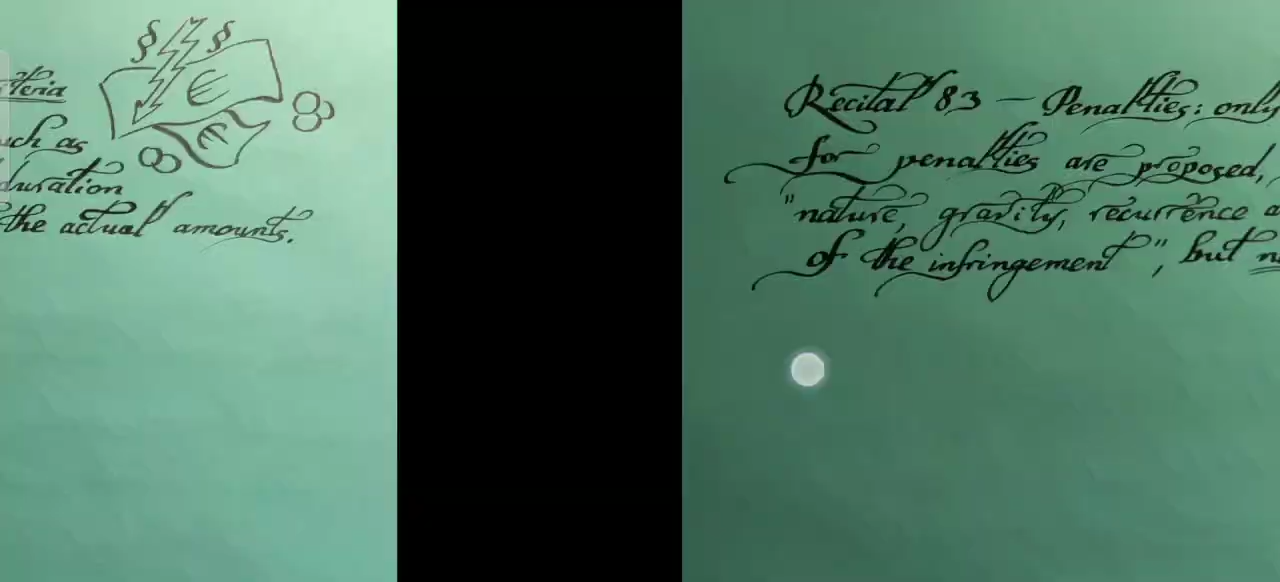 teria
uch as
duration
the actual amounts.
§ §
€
€
Recital 83 — Penalties: only
for penalties are proposed,
"nature, gravity, recurrence a
of the infringement", but n